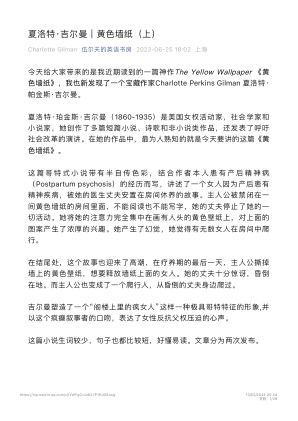 夏洛特·吉尔曼 | 黄色墙纸（上）
Charlotte Gilman 伍尔夫的英语书房 2023-06-25 18:02 上海
今天给大家带来的是我近期读到的一篇神作The Yellow Wallpaper《黄
色墙纸》，我也新发现了一个宝藏作家Charlotte Perkins Gilman 夏洛特·
帕金斯·吉尔曼。
夏洛特·珀金斯·吉尔曼（1860-1935）是美国女权活动家，社会学家和
小说家，她创作了多篇短篇小说、诗歌和非小说类作品，还发表了呼吁
社会改革的演讲。在她的作品中，最为人熟知的就是今天要讲的这篇《黄
色墙纸》。
这篇哥特式小说带有半自传色彩，结合作者本人患有产后精神病
（Postpartum psychosis）的经历而写，讲述了一个女人因为产后患有
精神疾病，被她的医生丈夫安置在房间休养的故事。主人公被禁闭在一
间黄色墙纸的房间里面，不能阅读也不能写字，她的丈夫停止了她的一
切活动。她将她的注意力完全集中在画有人头的黄色壁纸上，对上面的
图案产生了浓厚的兴趣。她产生了幻觉，她觉得有无数女人在房间中爬
行。
在结尾处，这个故事也迎来了高潮，在疗养期的最后一天，主人公撕掉
墙上的黄色壁纸，想要释放墙纸上面的女人。她的丈夫十分惊讶，昏倒
在地。而主人公也变成了一个爬行人，从昏倒的丈夫身边爬过。
吉尔曼塑造了一个“阁楼上里的疯女人”这样一种极具哥特特征的形象,并
以这个疯癫叙事者的口吻，表达了女性反抗父权压迫的心声。
这篇小说生词较少，句子也都比较短，好懂易读。文章分为两次发布。